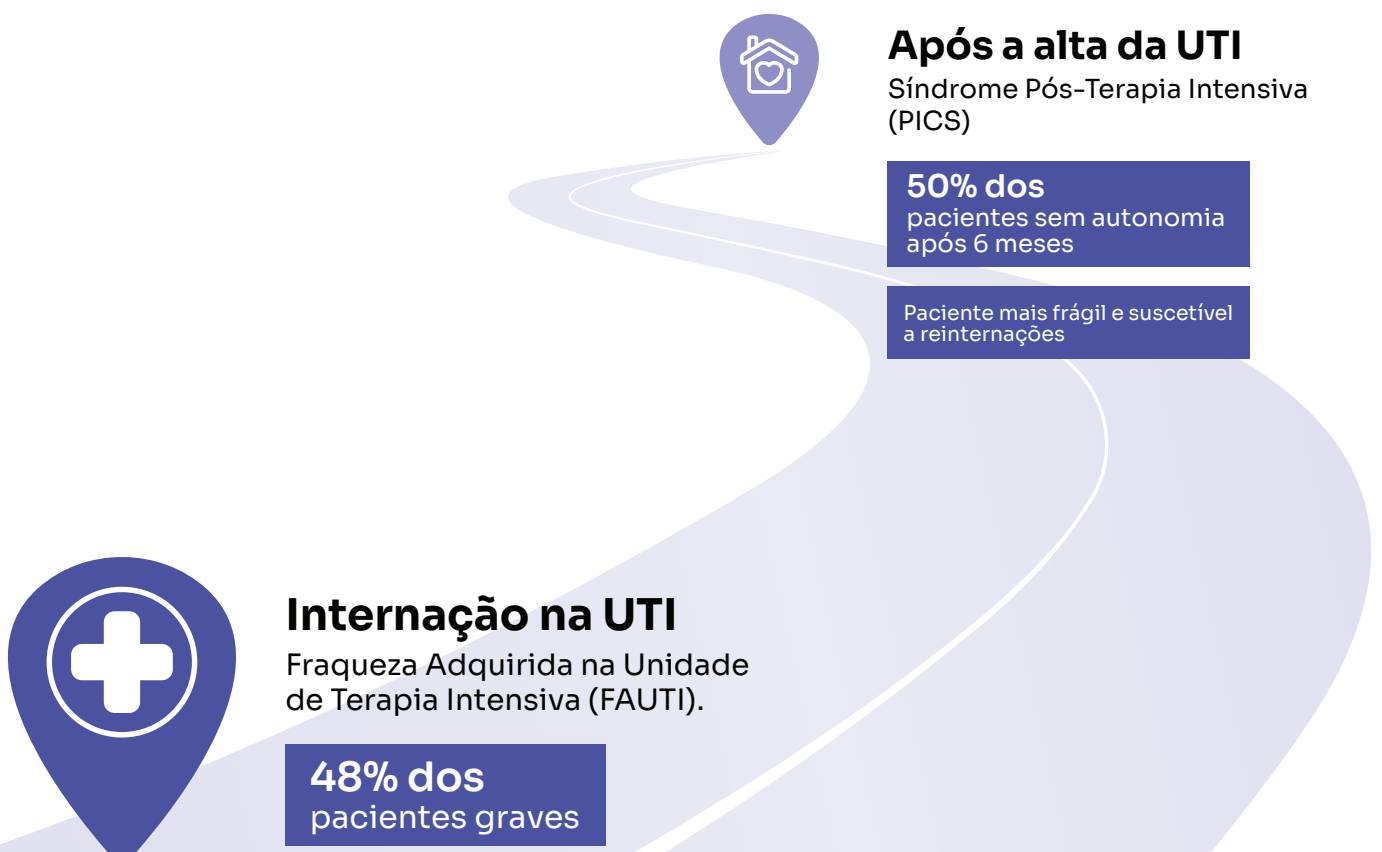 Após a alta da UTI
Síndrome Pós-Terapia Intensiva
(PICS)
50% dos
pacientes sem autonomia
após 6 meses
Paciente mais frágil e suscetível
a reinternações
Internação na UTI
Fraqueza Adquirida na Unidade
de Terapia Intensiva (FAUTI).
48% dos
pacientes graves